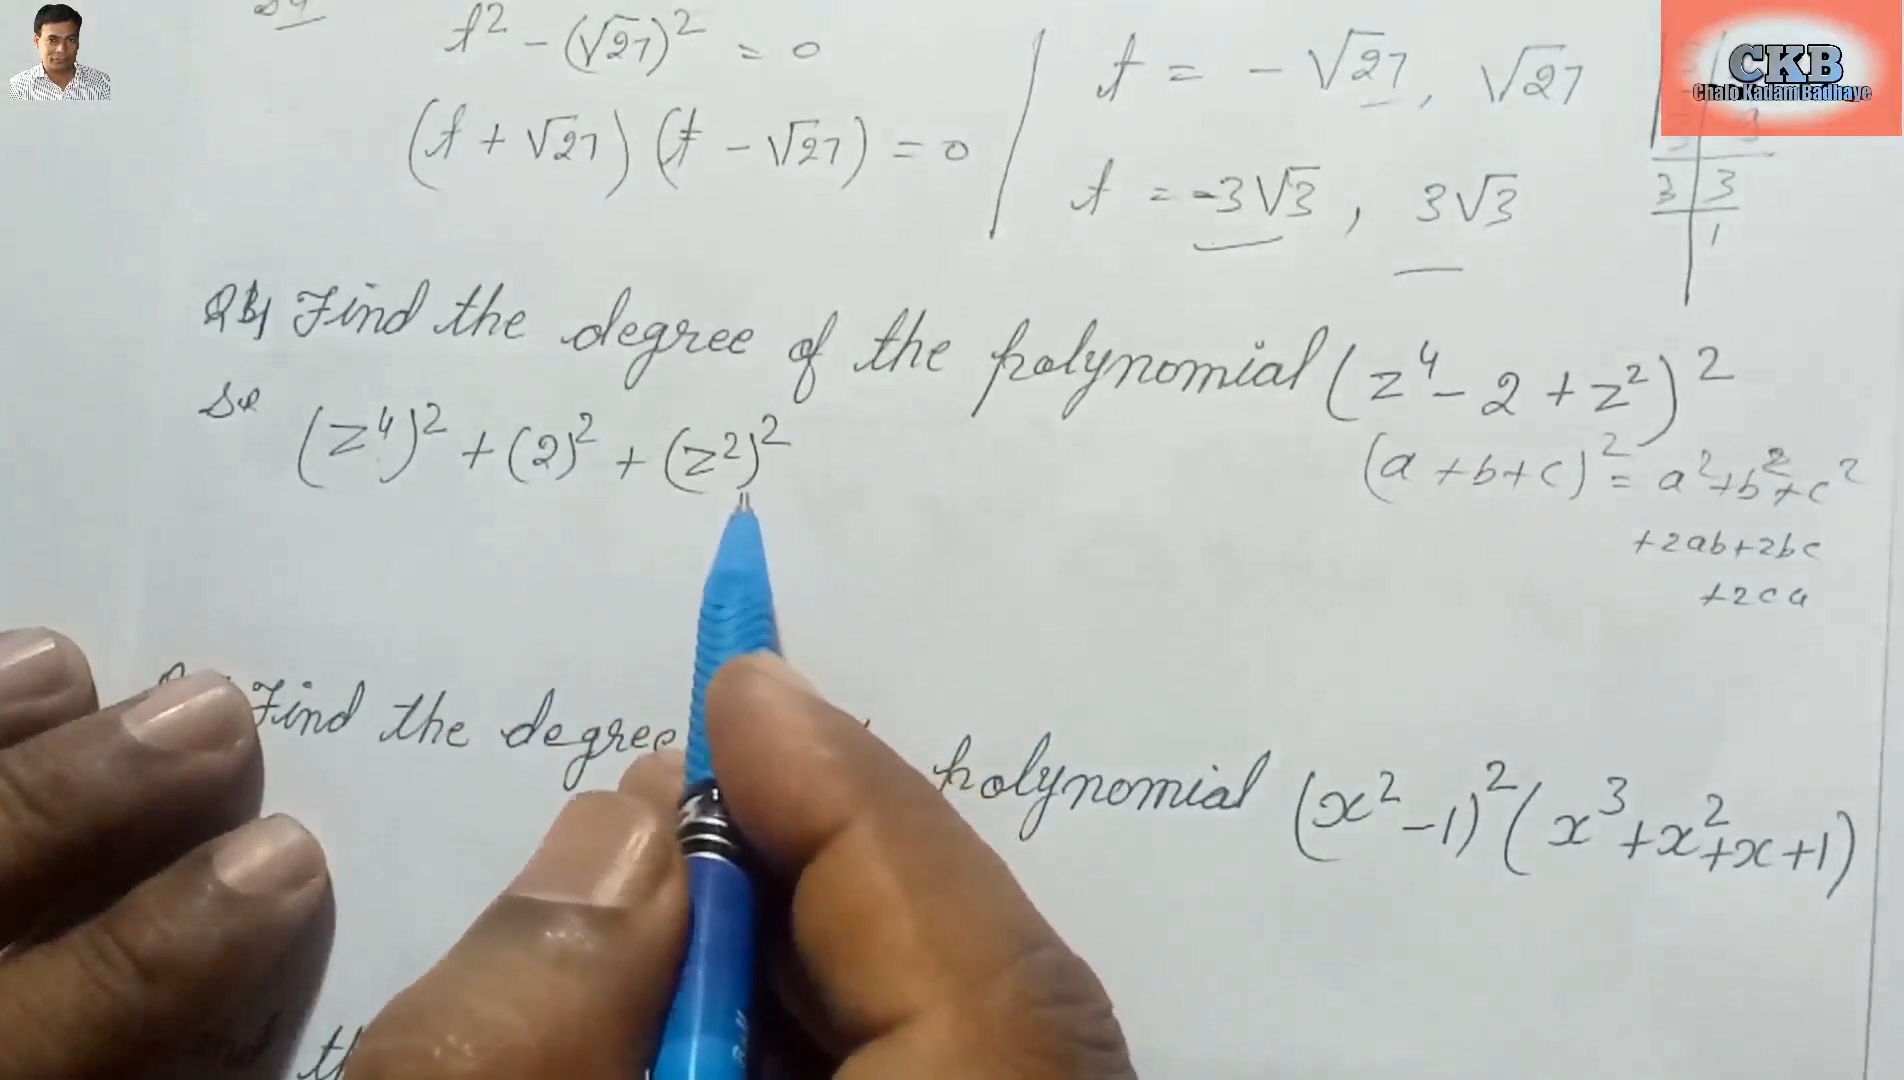 t² - (√27)² = 0
(t + √27) (t - √27) = 0
t = - √27, √27
t = -3√3, 3√3
3 | 3
1
CKB
Chalo Kadam Badhaye
Find the degree of the polynomial (z⁴ - 2 + z²)²
(z⁴)² + (2)² + (z²)²
(a + b + c)² = a² + b² + c²
+2ab+2bc
+2ca
Find the degree polynomial (x² - 1)² (x³ + x² + x + 1)